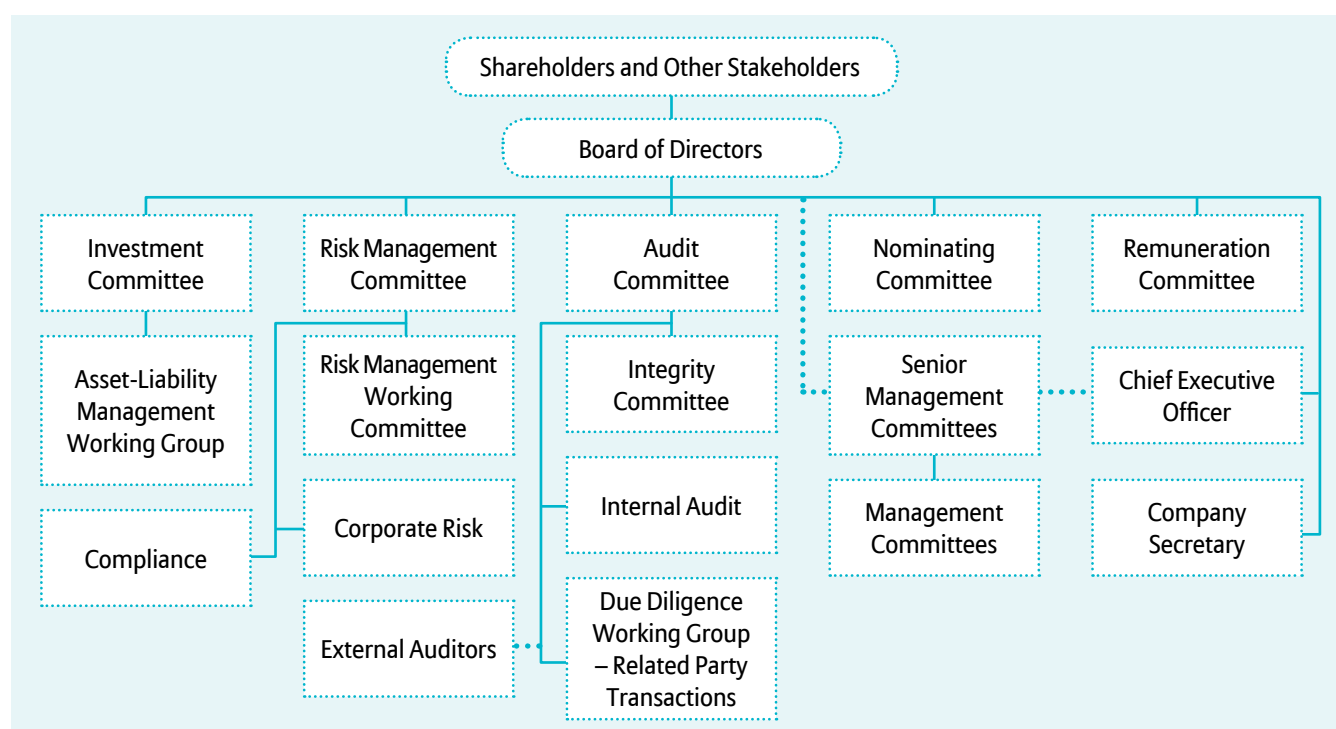 Shareholders and Other Stakeholders
Board of Directors
Investment
Committee
Risk Management
Committee
Audit
Committee
Nominating
Committee
Remuneration
Committee
Asset-Liability
Management
Working Group
Risk Management
Working
Committee
Integrity
Committee
Senior
Management
Committees
Chief Executive
Officer
Compliance
Corporate Risk
Internal Audit
Management
Committees
Company
Secretary
External Auditors
Due Diligence
Working Group
– Related Party
Transactions